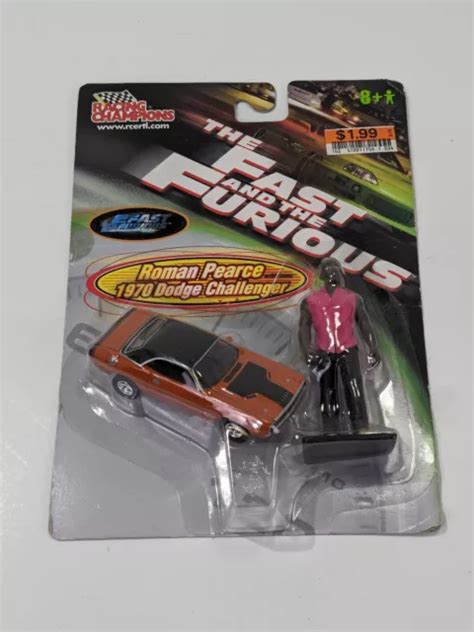 RACING
CHAMPIONS
www.rcertl.com
8+
$1.99
THE
FAST
AND THE
FURIOUS
Roman Pearce
1970 Dodge Challenger